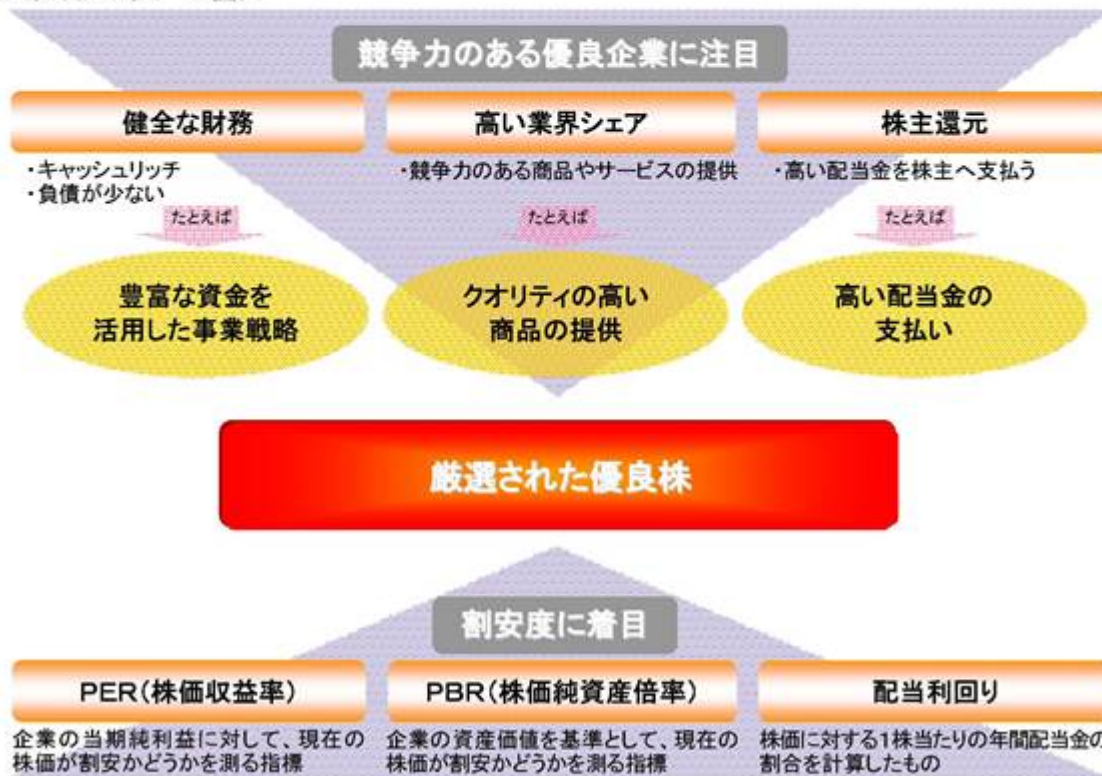 競争力のある優良企業に注目
健全な財務
高い業界シェア
株主還元
・キャッシュリッチ
・負債が少ない
・競争力のある商品やサービスの提供
・高い配当金を株主へ支払う
たとえば
たとえば
たとえば
豊富な資金を
活用した事業戦略
クオリティの高い
商品の提供
高い配当金の
支払い
厳選された優良株
割安度に着目
PER(株価収益率)
PBR(株価純資産倍率)
配当利回り
企業の当期純利益に対して、現在の
株価が割安かどうかを測る指標
企業の資産価値を基準として、現在の
株価が割安かどうかを測る指標
株価に対する1株当たりの年間配当金の
割合を計算したもの